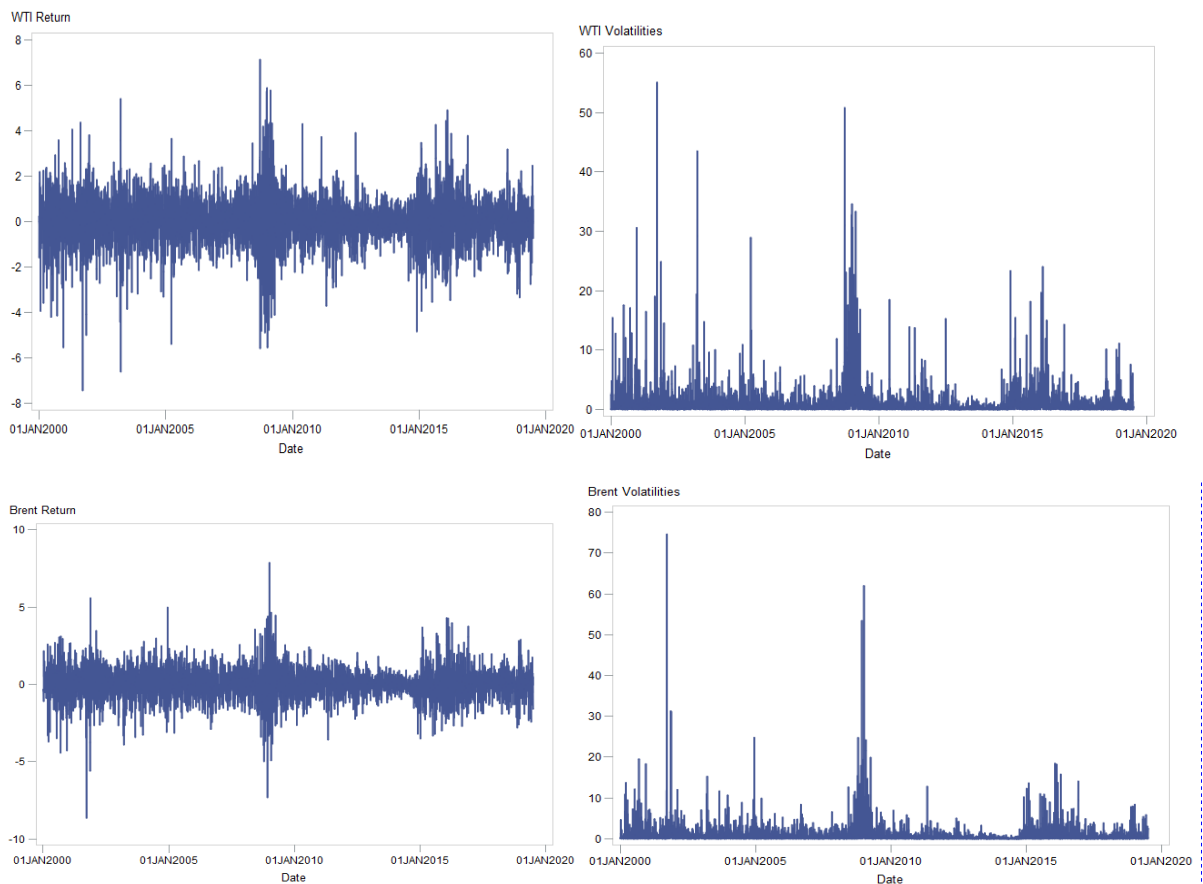 WTI Return
8
6
4
2
0
-2
-4
-6
-8
01JAN2000 01JAN2005 01JAN2010 01JAN2015 01JAN2020
Date
WTI Volatilities
60
50
40
30
20
10
0
01JAN2000 01JAN2005 01JAN2010 01JAN2015 01JAN2020
Date
Brent Return
10
5
0
-5
-10
01JAN2000 01JAN2005 01JAN2010 01JAN2015 01JAN2020
Date
Brent Volatilities
80
70
60
50
40
30
20
10
0
01JAN2000 01JAN2005 01JAN2010 01JAN2015 01JAN2020
Date